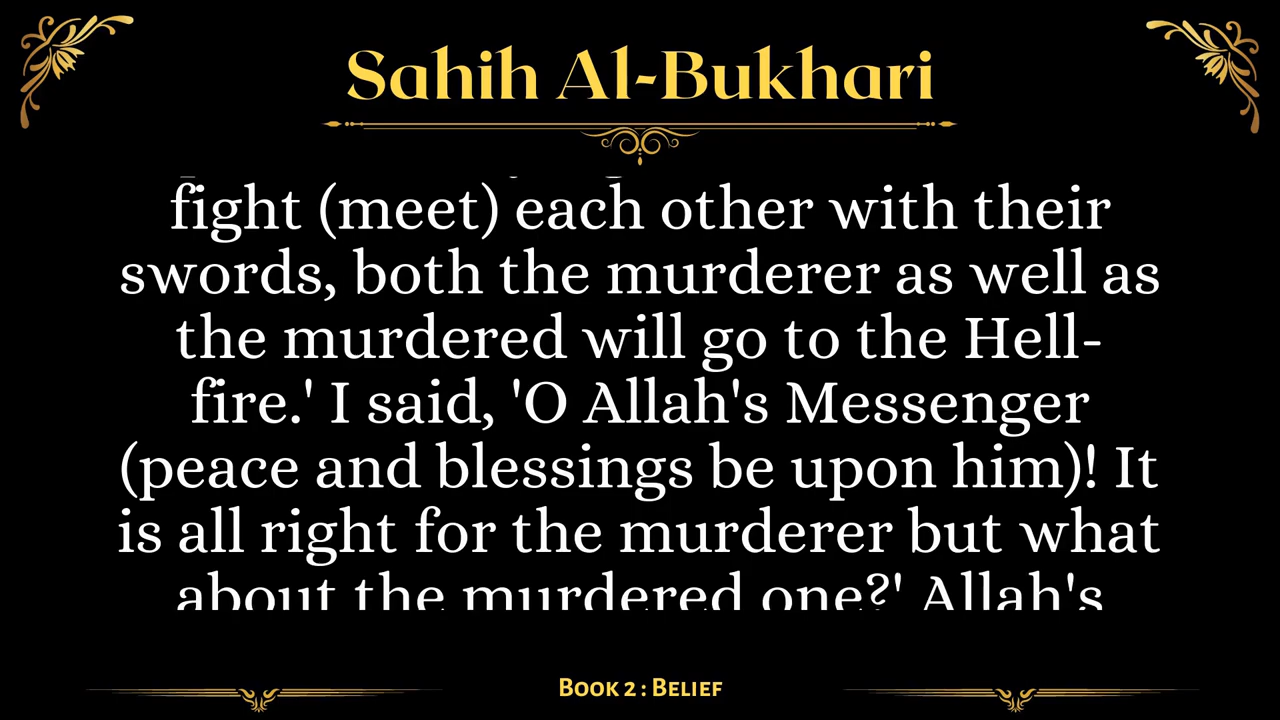 Sahih Al-Bukhari
fight (meet) each other with their
swords, both the murderer as well as
the murdered will go to the Hell-
fire.' I said, 'O Allah's Messenger
(peace and blessings be upon him)! It
is all right for the murderer but what
about the murdered one?' Allah's
Book 2 : Belief